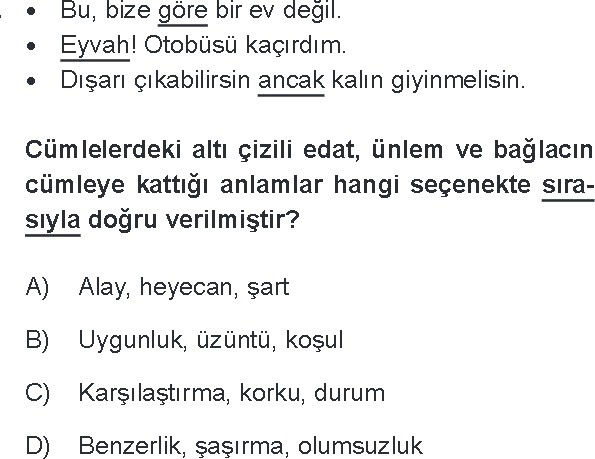 • Bu, bize göre bir ev değil.
• Eyvah! Otobüsü kaçırdım.
• Dışarı çıkabilirsin ancak kalın giyinmelisin.
Cümlelerdeki altı çizili edat, ünlem ve bağlacın
cümleye kattığı anlamlar hangi seçenekte sıra-
sıyla doğru verilmiştir?
A) Alay, heyecan, şart
B) Uygunluk, üzüntü, koşul
C) Karşılaştırma, korku, durum
D) Benzerlik, şaşırma, olumsuzluk